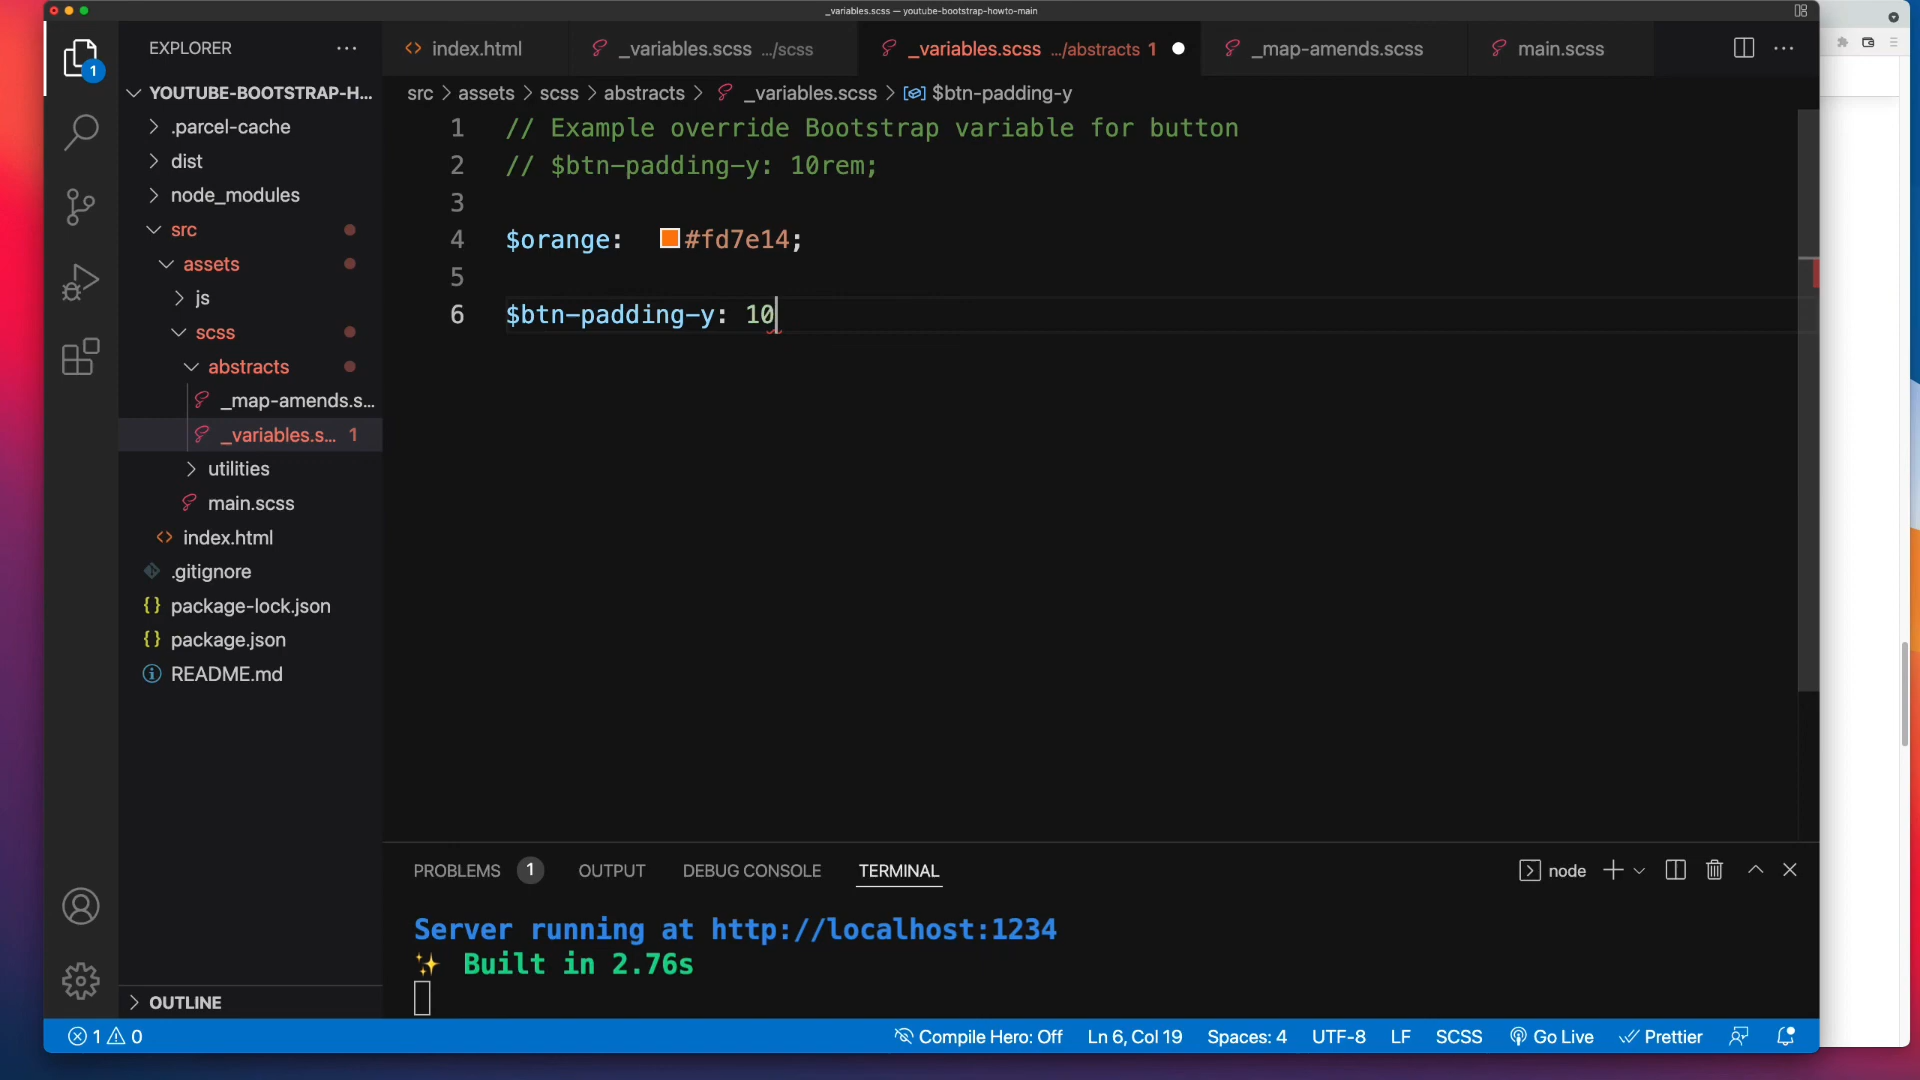 _variables.scss — youtube-bootstrap-howto-main
EXPLORER
index.html
_variables.scss .../scss
_variables.scss .../abstracts 1
_map-amends.scss
main.scss
1
YOUTUBE-BOOTSTRAP-H...
src > assets > scss > abstracts > _variables.scss > $btn-padding-y
.parcel-cache
dist
node_modules
src
assets
js
scss
abstracts
_map-amends.s...
_variables.s... 1
utilities
main.scss
index.html
.gitignore
{} package-lock.json
{} package.json
README.md
OUTLINE
1 // Example override Bootstrap variable for button
2 // $btn-padding-y: 10rem;
3
4 $orange: #fd7e14;
5
6 $btn-padding-y: 10
PROBLEMS 1 OUTPUT DEBUG CONSOLE TERMINAL
node
Server running at http://localhost:1234
✨ Built in 2.76s
1 0
Compile Hero: Off
Ln 6, Col 19
Spaces: 4
UTF-8
LF
SCSS
Go Live
Prettier